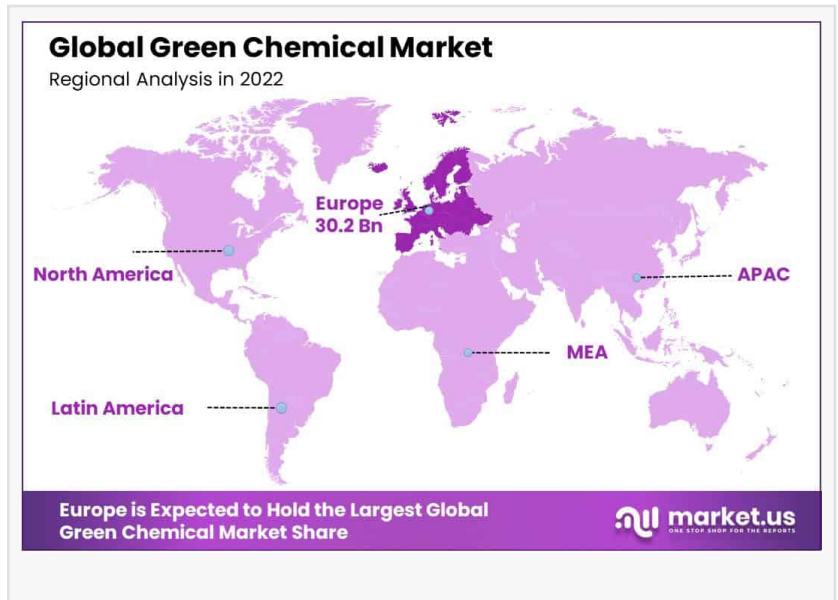 Global Green Chemical Market
Regional Analysis in 2022
Europe
30.2 Bn
North America
APAC
MEA
Latin America
Europe is Expected to Hold the Largest Global
Green Chemical Market Share
market.us
ONE STOP SHOP FOR THE REPORTS